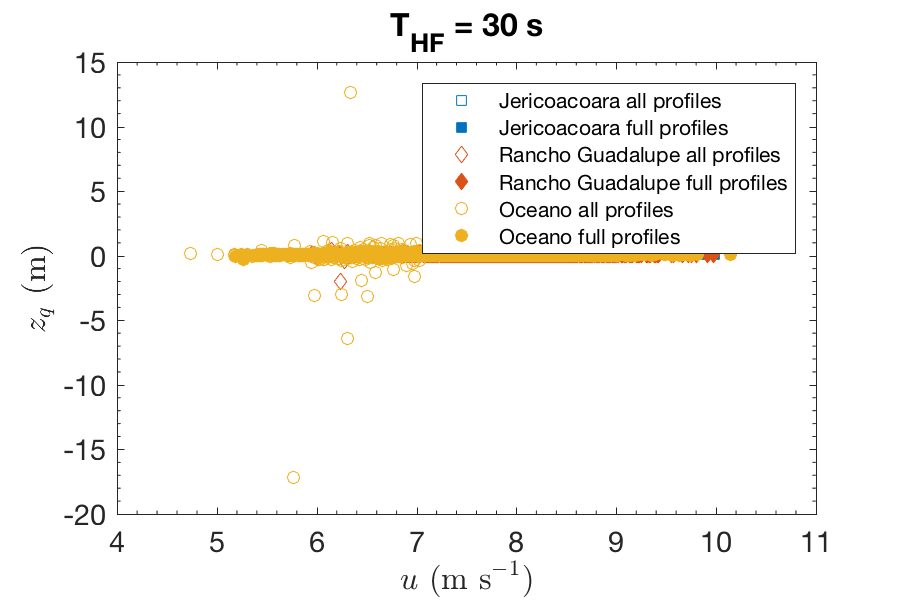 T_HF = 30 s
15
10
5
0
-5
-10
-15
-20
z_q (m)
Jericoacoara all profiles
Jericoacoara full profiles
Rancho Guadalupe all profiles
Rancho Guadalupe full profiles
Oceano all profiles
Oceano full profiles
4 5 6 7 8 9 10 11
u (m s⁻¹)